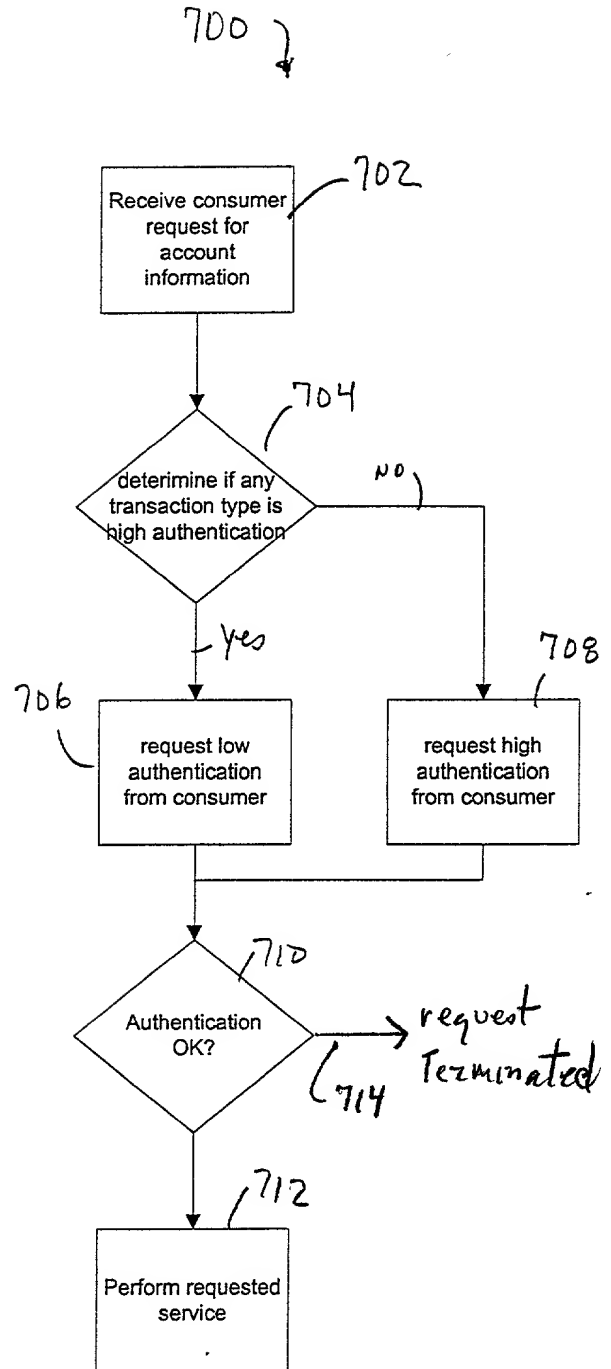 700
702
Receive consumer
request for
account
information
704
deterimine if any
transaction type is
high authentication
NO
Yes
706
708
request low
authentication
from consumer
request high
authentication
from consumer
710
Authentication
OK?
request
Terminated
714
712
Perform requested
service